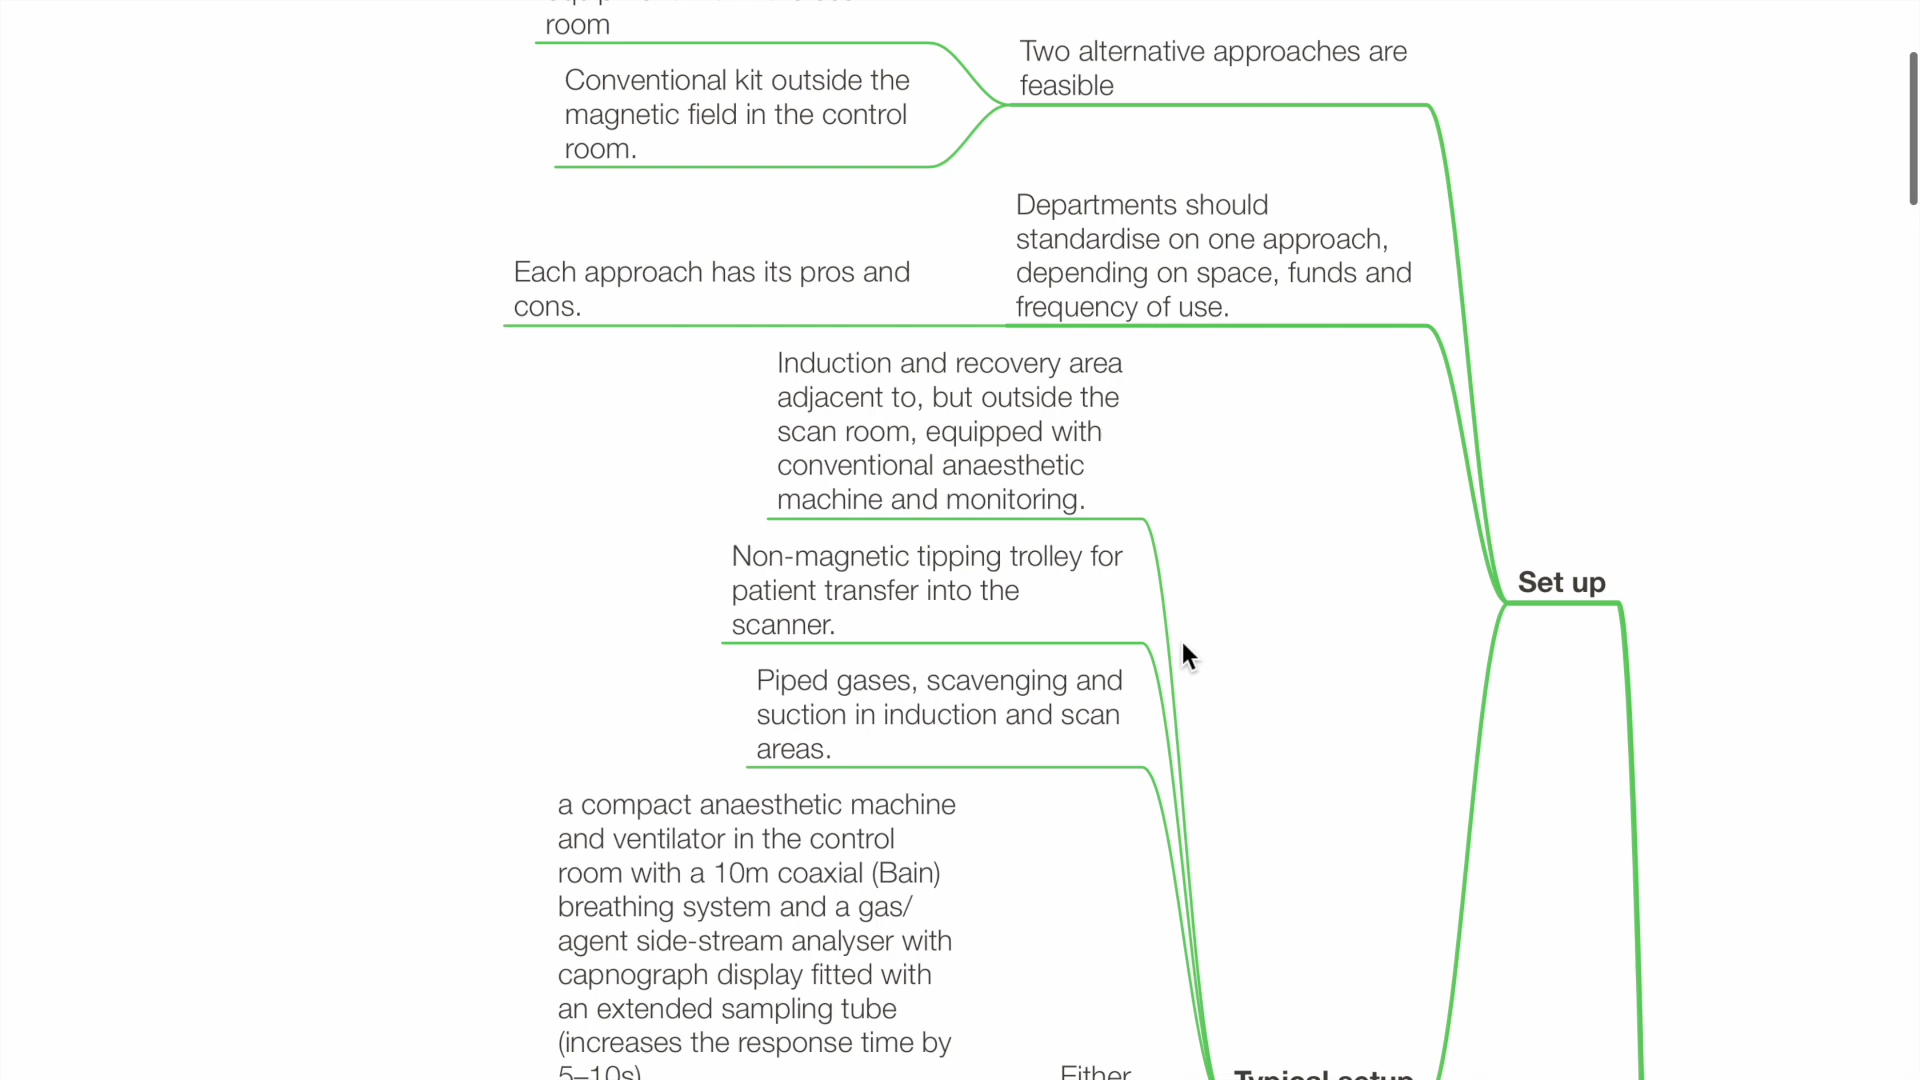 room
Conventional kit outside the
magnetic field in the control
room.
Two alternative approaches are
feasible
Each approach has its pros and
cons.
Departments should
standardise on one approach,
depending on space, funds and
frequency of use.
Induction and recovery area
adjacent to, but outside the
scan room, equipped with
conventional anaesthetic
machine and monitoring.
Non-magnetic tipping trolley for
patient transfer into the
scanner.
Piped gases, scavenging and
suction in induction and scan
areas.
Set up
a compact anaesthetic machine
and ventilator in the control
room with a 10m coaxial (Bain)
breathing system and a gas/
agent side-stream analyser with
capnograph display fitted with
an extended sampling tube
(increases the response time by
5–10s)
Either
Typical setup